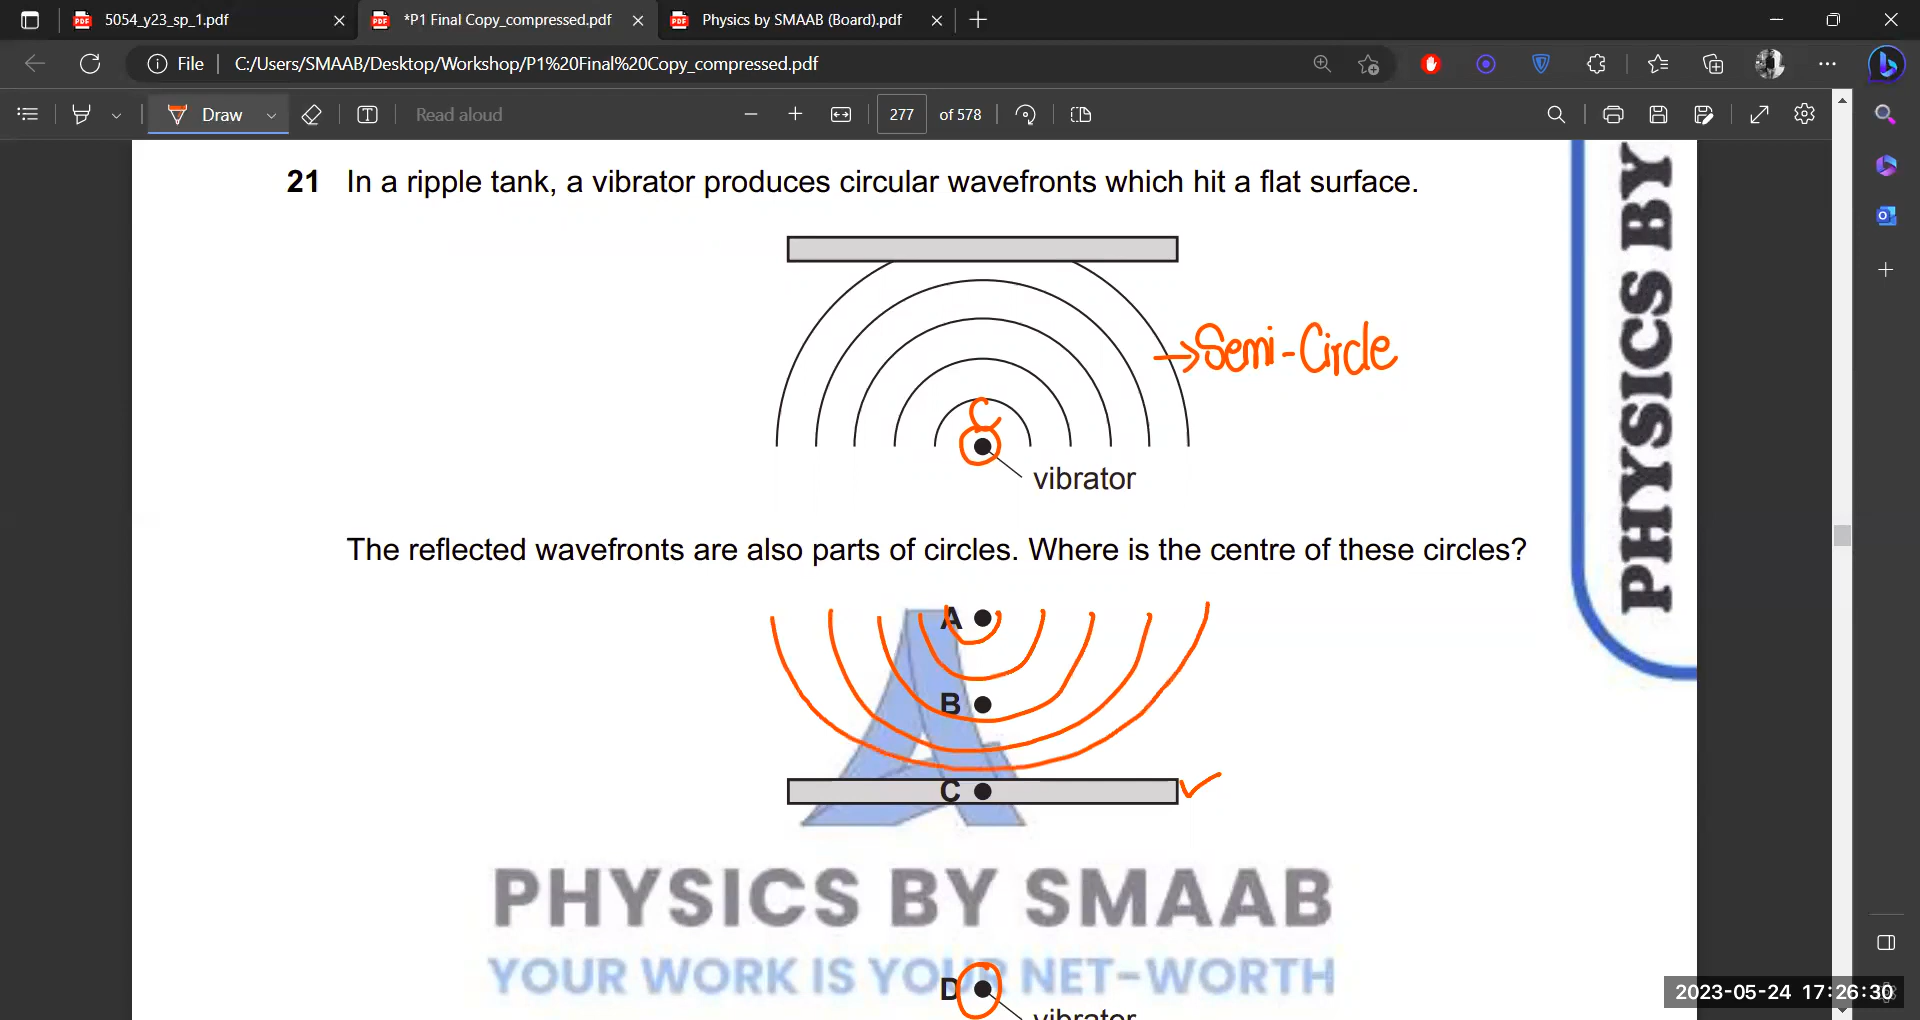 5054_y23_sp_1.pdf
*P1 Final Copy_compressed.pdf
Physics by SMAAB (Board).pdf
File
C:/Users/SMAAB/Desktop/Workshop/P1%20Final%20Copy_compressed.pdf
Draw
Read aloud
277 of 578
21 In a ripple tank, a vibrator produces circular wavefronts which hit a flat surface.
Semi-Circle
C
vibrator
The reflected wavefronts are also parts of circles. Where is the centre of these circles?
A
B
C
PHYSICS BY SMAAB
YOUR WORK IS YOUR NET-WORTH
D
vibrator
PHYSICS BY
2023-05-24 17:26:30